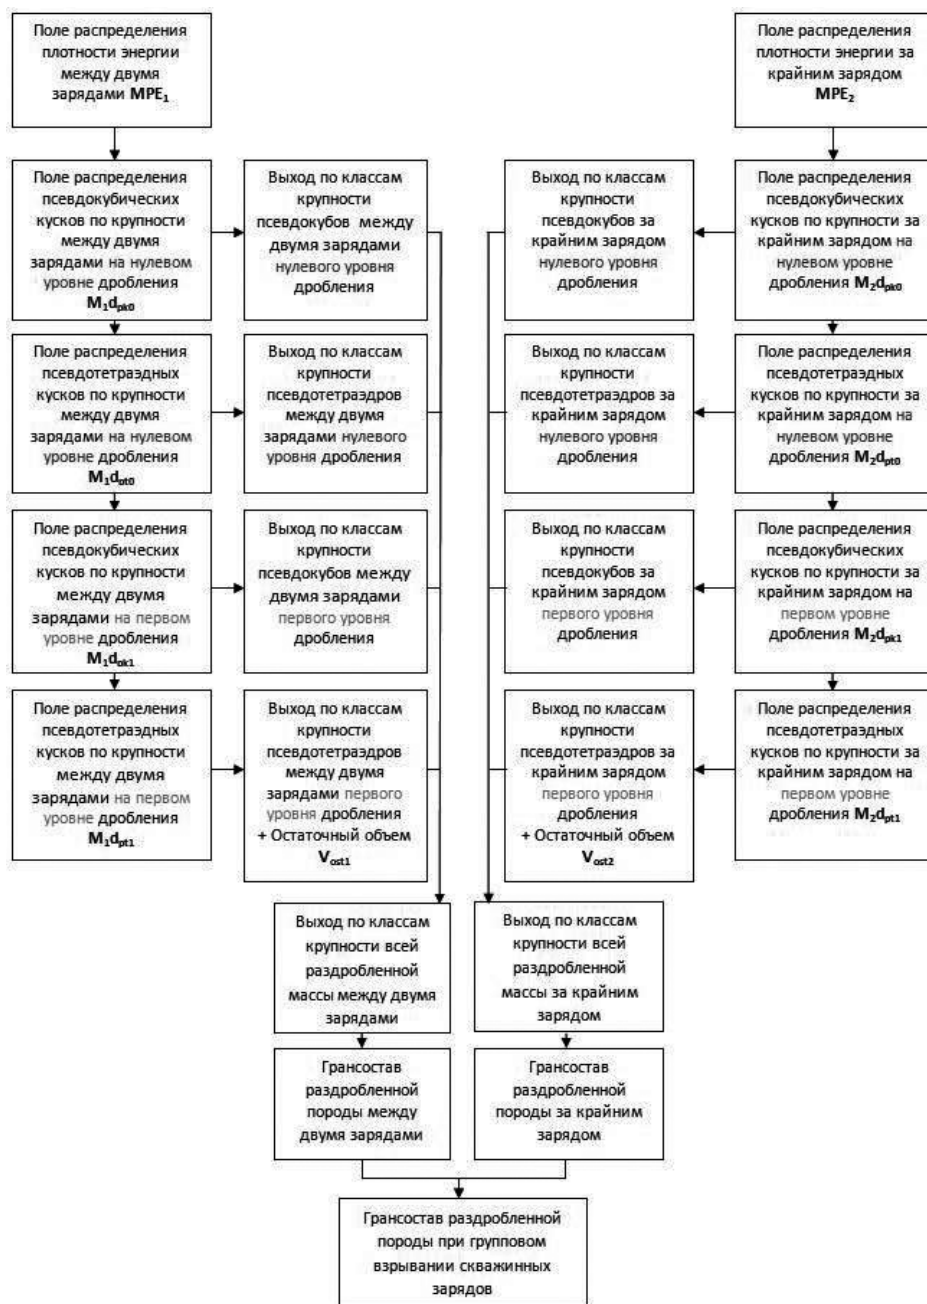 Поле распределения
плотности энергии
между двумя
зарядами MPE₁
Поле распределения
плотности энергии за
крайним зарядом
MPE₂
Поле распределения
псевдокубических
кусков по крупности
между двумя
зарядами на нулевом
уровне дробления
M₁dₚₖ₀
Выход по классам
крупности
псевдокубов между
двумя зарядами
нулевого уровня
дробления
Выход по классам
крупности
псевдокубов за
крайним зарядом
нулевого уровня
дробления
Поле распределения
псевдокубических
кусков по крупности за
крайним зарядом на
нулевом уровне
дробления M₂dₚₖ₀
Поле распределения
псевдотетраэдных
кусков по крупности
между двумя
зарядами на нулевом
уровне дробления
M₁dₚₜ₀
Выход по классам
крупности
псевдотетраэдров
между двумя
зарядами нулевого
уровня дробления
Выход по классам
крупности
псевдотетраэдров за
крайним зарядом
нулевого уровня
дробления
Поле распределения
псевдотетраэдных
кусков по крупности за
крайним зарядом на
нулевом уровне
дробления M₂dₚₜ₀
Поле распределения
псевдокубических
кусков по крупности
между двумя
зарядами на первом
уровне дробления
M₁dₚₖ₁
Выход по классам
крупности
псевдокубов между
двумя зарядами
первого уровня
дробления
Выход по классам
крупности
псевдокубов за
крайним зарядом
первого уровня
дробления
Поле распределения
псевдокубических
кусков по крупности за
крайним зарядом на
первом уровне
дробления M₂dₚₖ₁
Поле распределения
псевдотетраэдных
кусков по крупности
между двумя
зарядами на первом
уровне дробления
M₁dₚₜ₁
Выход по классам
крупности
псевдотетраэдров
между двумя
зарядами первого
уровня дробления
+ Остаточный объем
Vₒₛₜ₁
Выход по классам
крупности
псевдотетраэдров за
крайним зарядом
первого уровня
дробления
+ Остаточный объем
Vₒₛₜ₂
Поле распределения
псевдотетраэдных
кусков по крупности за
крайним зарядом на
первом уровне
дробления M₂dₚₜ₁
Выход по классам
крупности всей
раздробленной
массы между двумя
зарядами
Выход по классам
крупности всей
раздробленной
массы за крайним
зарядом
Грансостав
раздробленной
породы между
двумя зарядами
Грансостав
раздробленной
породы за крайним
зарядом
Грансостав раздробленной
породы при групповом
взрывании скважинных
зарядов